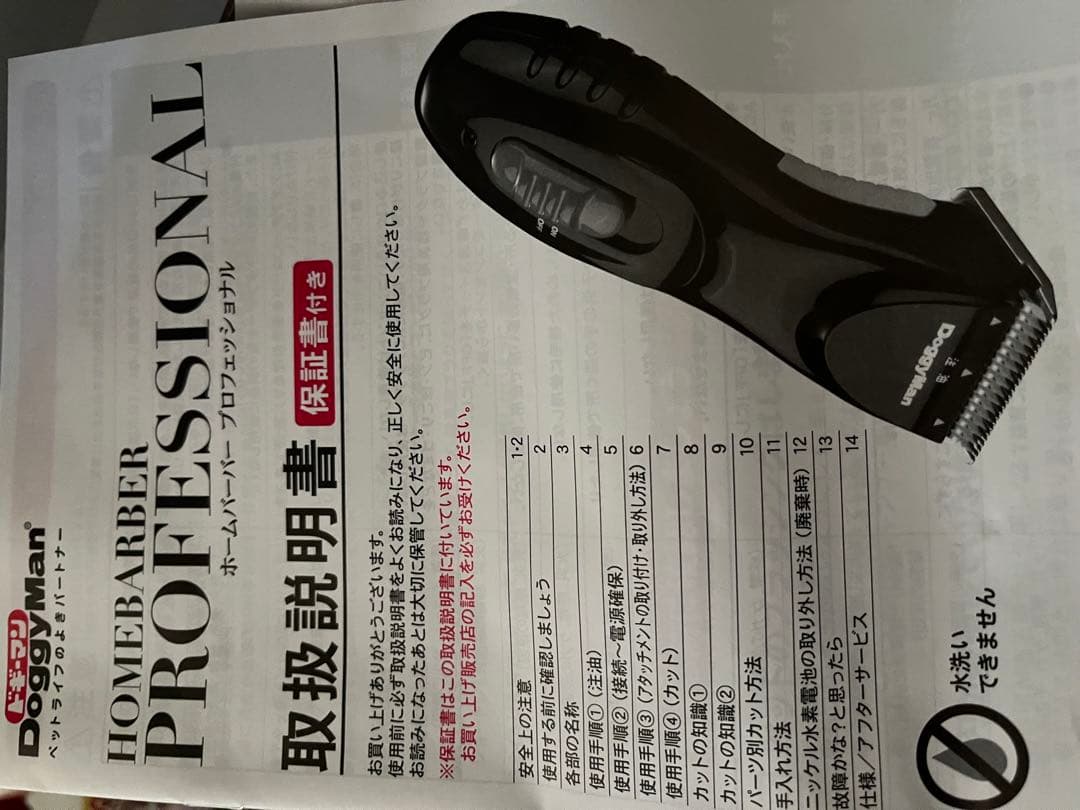 ドギーマン
DoggyMan®
ペットライフのよきパートナー
HOMEBARBER
PROFESSIONAL
ホームバーバー プロフェッショナル
取扱説明書 保証書付き
お買い上げありがとうございます。
使用前に必ず取扱説明書をよくお読みになり、正しく安全に使用してください。
お読みになったあとは大切に保管してください。
※保証書はこの取扱説明書に付いています。
お買い上げ販売店の記入を必ずお受けください。
安全上の注意 1・2
使用する前に確認しましょう 2
各部の名称 3
使用手順①(注油) 4
使用手順②(接続〜電源確保) 5
使用手順③(アタッチメントの取り付け・取り外し方法) 6
使用手順④(カット) 7
カットの知識① 8
カットの知識② 9
パーツ別カット方法 10
手入れ方法 11
ニッケル水素電池の取り外し方法(廃棄時) 12
故障かな?と思ったら 13
仕様/アフターサービス 14
水洗い
できません
OFF
ON
DoggyMan
注 油